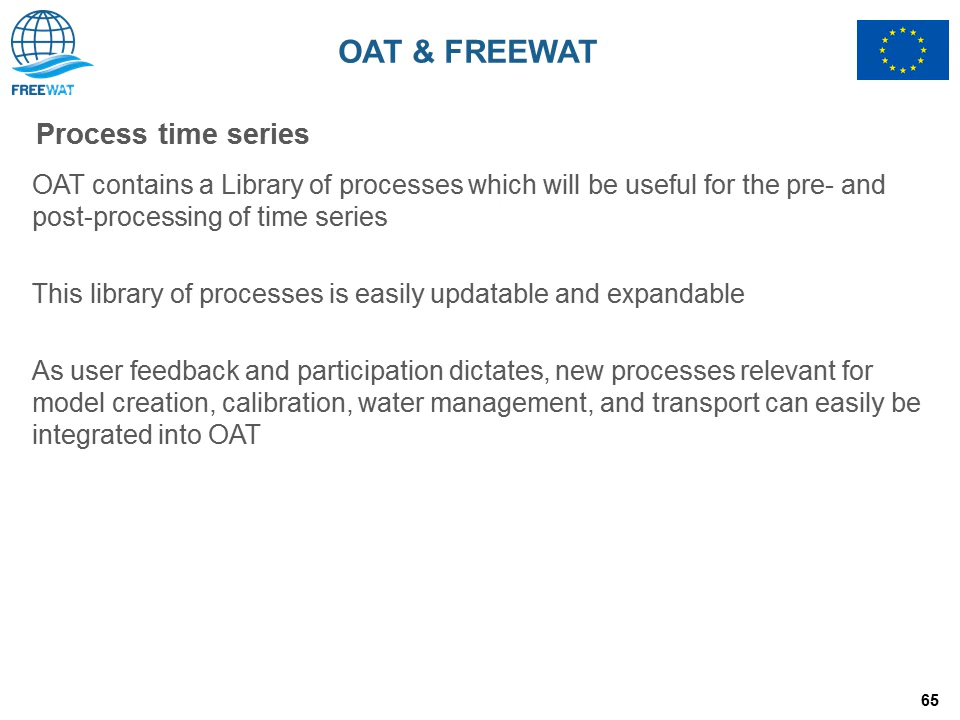 FREEWAT
OAT & FREEWAT
Process time series
OAT contains a Library of processes which will be useful for the pre- and
post-processing of time series
This library of processes is easily updatable and expandable
As user feedback and participation dictates, new processes relevant for
model creation, calibration, water management, and transport can easily be
integrated into OAT
65